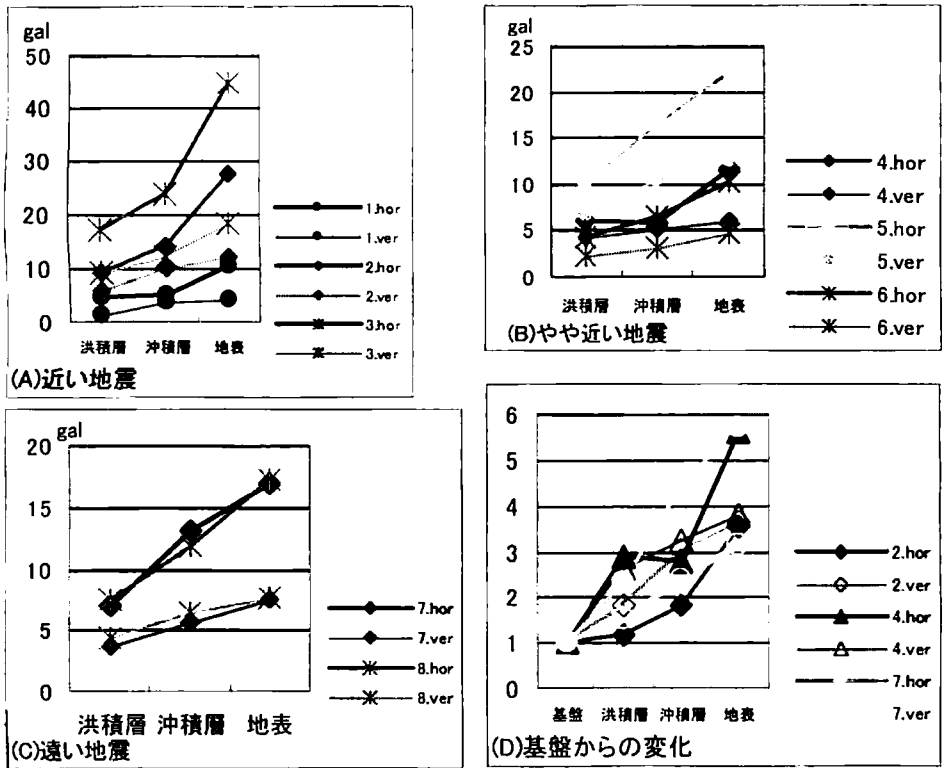 gal
50
40
30
20
10
0
洪積層 沖積層 地表
1.hor
1.ver
2.hor
2.ver
3.hor
3.ver
(A)近い地震
gal
25
20
15
10
5
0
洪積層 沖積層 地表
4.hor
4.ver
5.hor
5.ver
6.hor
6.ver
(B)やや近い地震
gal
20
15
10
5
0
洪積層 沖積層 地表
7.hor
7.ver
8.hor
8.ver
(C)遠い地震
6
5
4
3
2
1
0
基盤 洪積層 沖積層 地表
2.hor
2.ver
4.hor
4.ver
7.hor
7.ver
(D)基盤からの変化